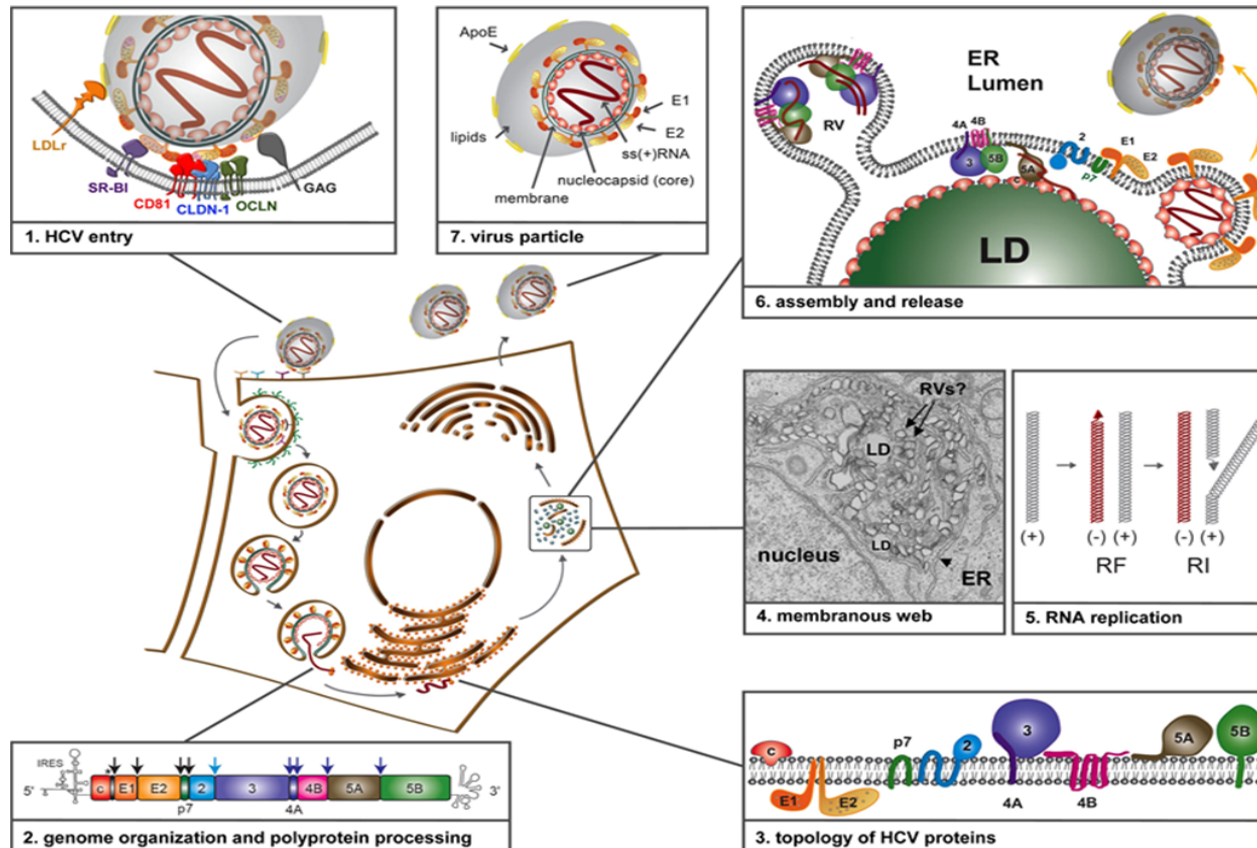 LDLr
SR-BI
CD81
CLDN-1
OCLN
GAG
1. HCV entry
ApoE
E1
E2
lipids
ss(+)RNA
nucleocapsid (core)
membrane
7. virus particle
ER
Lumen
RV
4A
4B
3
5B
5A
c
2
p7
E1
E2
LD
6. assembly and release
RVs?
LD
nucleus
LD
ER
4. membranous web
(+)
(-)
(+)
(-)
(+)
RF
RI
5. RNA replication
IRES
5'
c
E1
E2
2
3
4B
5A
5B
3'
p7
4A
2. genome organization and polyprotein processing
c
E1
E2
p7
2
3
4A
4B
5A
5B
3. topology of HCV proteins